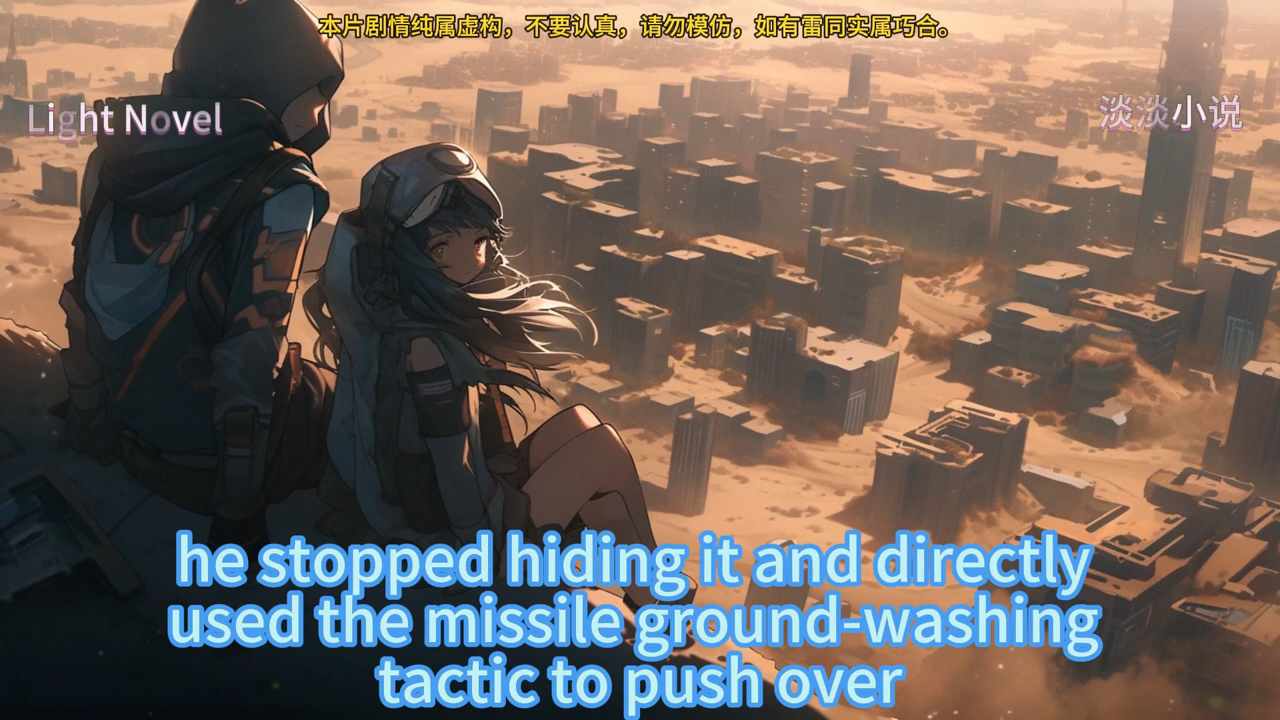 本片剧情纯属虚构，不要认真，请勿模仿，如有雷同实属巧合。
Light Novel
淡淡小说
he stopped hiding it and directly
used the missile ground-washing
tactic to push over